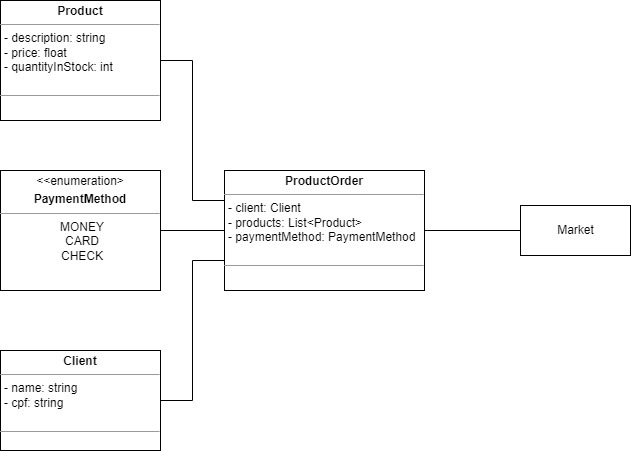 Product
- description: string
- price: float
- quantityInStock: int
<<enumeration>
PaymentMethod
MONEY
CARD
CHECK
ProductOrder
- client: Client
- products: List<Product>
- paymentMethod: PaymentMethod
Market
Client
- name: string
- cpf: string